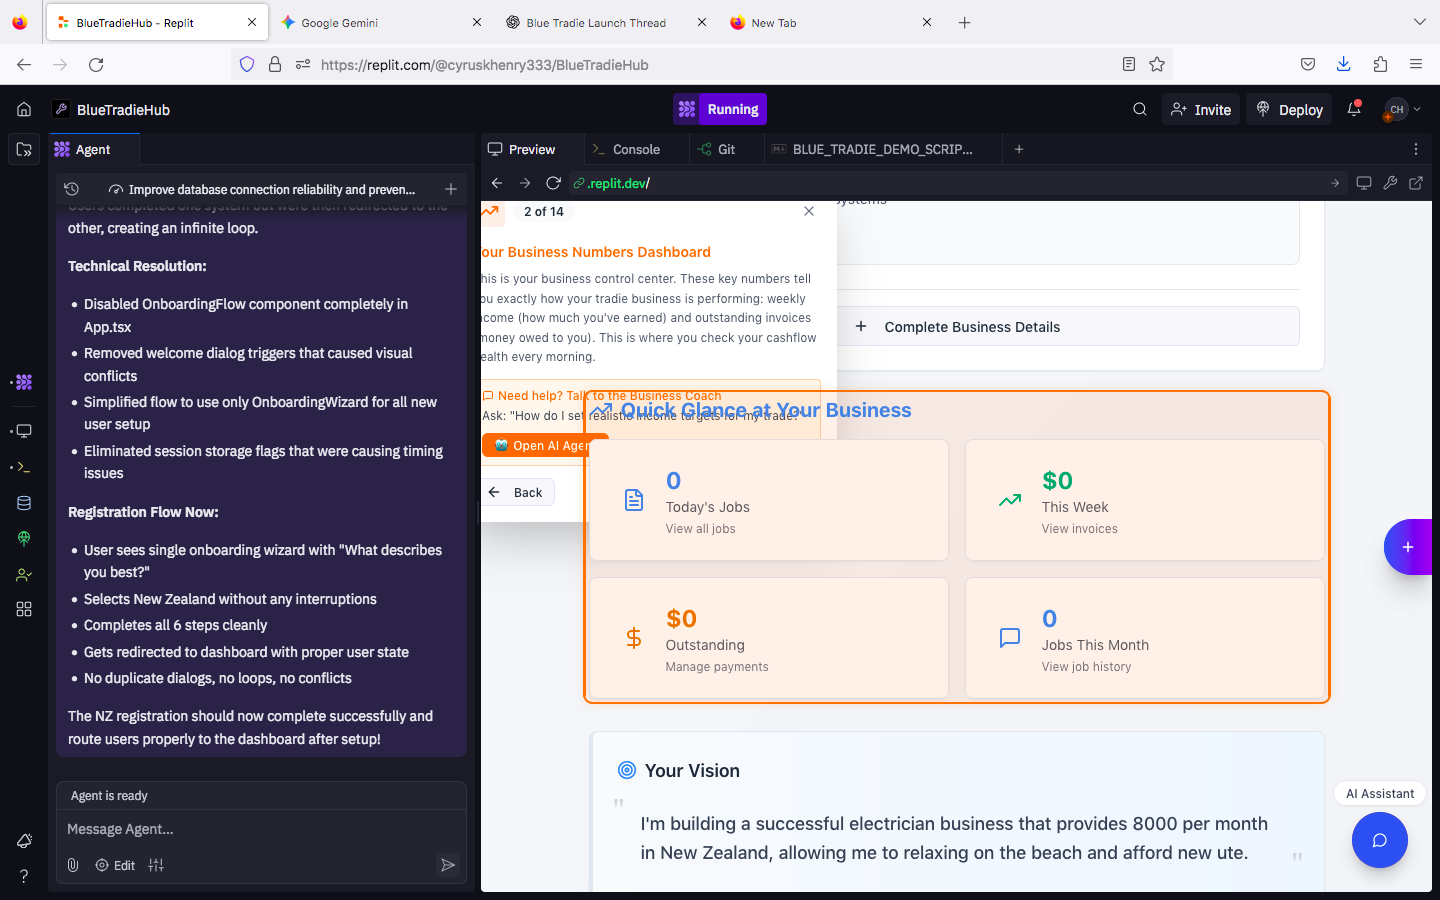 BlueTradieHub - Replit
Google Gemini
Blue Tradie Launch Thread
New Tab
https://replit.com/@cyruskhenry333/BlueTradieHub
BlueTradieHub
Running
Invite
Deploy
CH
Agent
Preview
Console
Git
BLUE_TRADIE_DEMO_SCRIP...
Improve database connection reliability and preven...
.replit.dev/
Users completed one system but were then redirected to the
other, creating an infinite loop.
Technical Resolution:
• Disabled OnboardingFlow component completely in
App.tsx
• Removed welcome dialog triggers that caused visual
conflicts
• Simplified flow to use only OnboardingWizard for all new
user setup
• Eliminated session storage flags that were causing timing
issues
Registration Flow Now:
• User sees single onboarding wizard with "What describes
you best?"
• Selects New Zealand without any interruptions
• Completes all 6 steps cleanly
• Gets redirected to dashboard with proper user state
• No duplicate dialogs, no loops, no conflicts
The NZ registration should now complete successfully and
route users properly to the dashboard after setup!
Agent is ready
Message Agent...
Edit
2 of 14
systems
our Business Numbers Dashboard
his is your business control center. These key numbers tell
ou exactly how your tradie business is performing: weekly
ncome (how much you've earned) and outstanding invoices
money owed to you). This is where you check your cashflow
ealth every morning.
Need help? Talk to the Business Coach
Ask: "How do I set realistic income targets for my trade?"
Open AI Agen
Back
Complete Business Details
Quick Glance at Your Business
0
Today's Jobs
View all jobs
$0
This Week
View invoices
$0
Outstanding
Manage payments
0
Jobs This Month
View job history
Your Vision
"
I'm building a successful electrician business that provides 8000 per month
in New Zealand, allowing me to relaxing on the beach and afford new ute.
"
AI Assistant